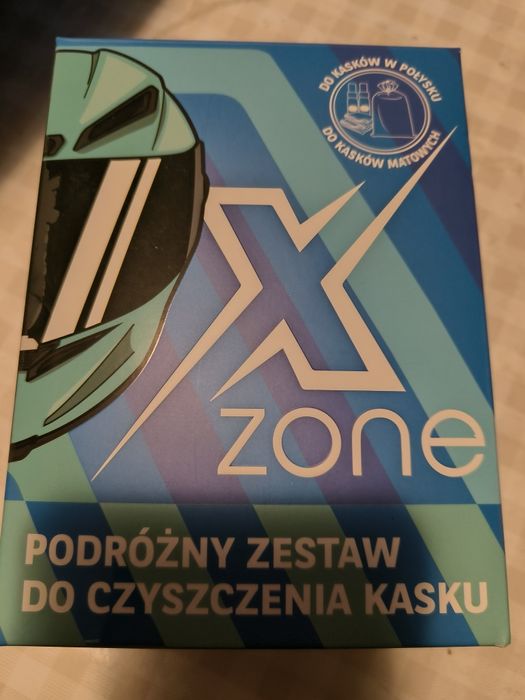 DO KASKÓW W POŁYSKU
DO KASKÓW MATOWYCH
X
zone
PODRÓŻNY ZESTAW
DO CZYSZCZENIA KASKU